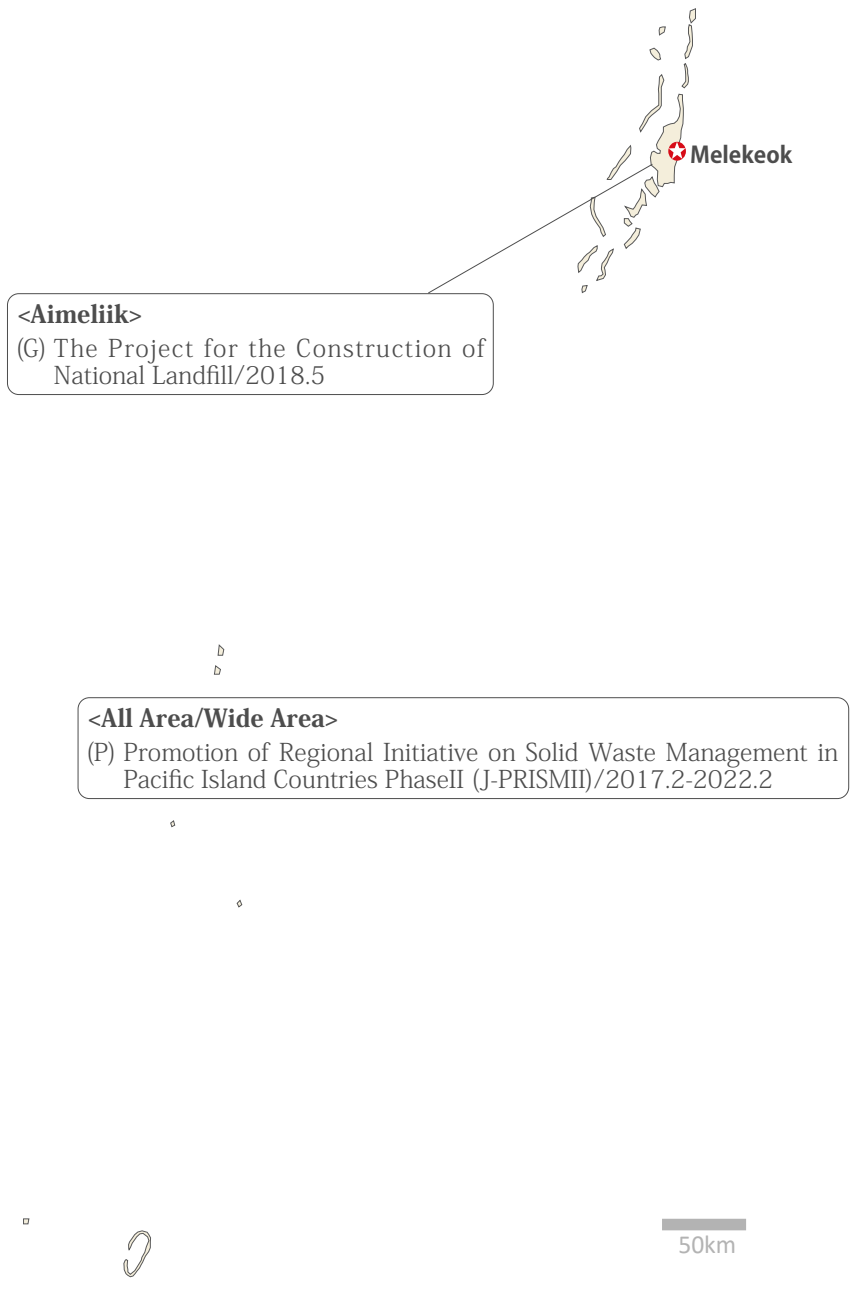 Melekeok
<Aimeliik>
(G) The Project for the Construction of
National Landfill/2018.5
<All Area/Wide Area>
(P) Promotion of Regional Initiative on Solid Waste Management in
Pacific Island Countries PhaseII (J-PRISMII)/2017.2-2022.2
50km